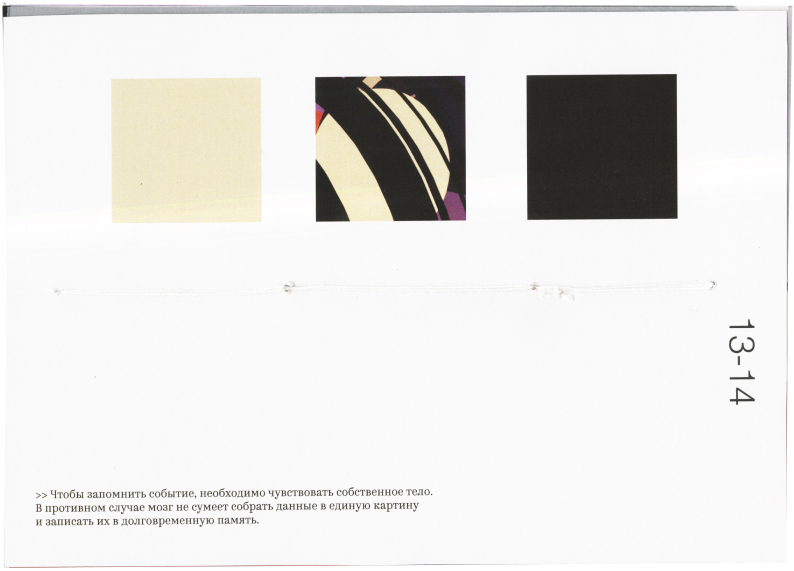 13-14
>> Чтобы запомнить событие, необходимо чувствовать собственное тело.
В противном случае мозг не сумеет собрать данные в единую картину
и записать их в долговременную память.